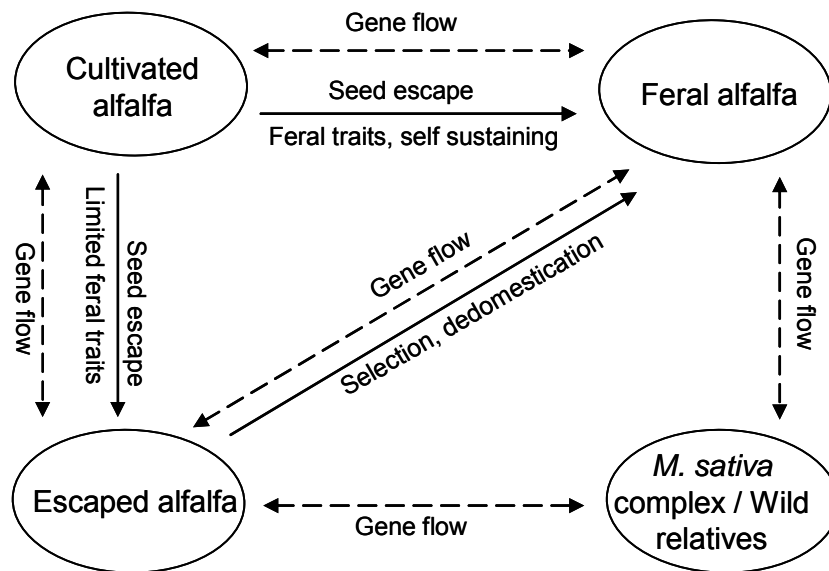 Gene flow
Cultivated
alfalfa
Seed escape
Feral traits, self sustaining
Feral alfalfa
Gene flow
Limited feral traits
Seed escape
Gene flow
Selection, dedomestication
Gene flow
Escaped alfalfa
Gene flow
M. sativa
complex / Wild
relatives